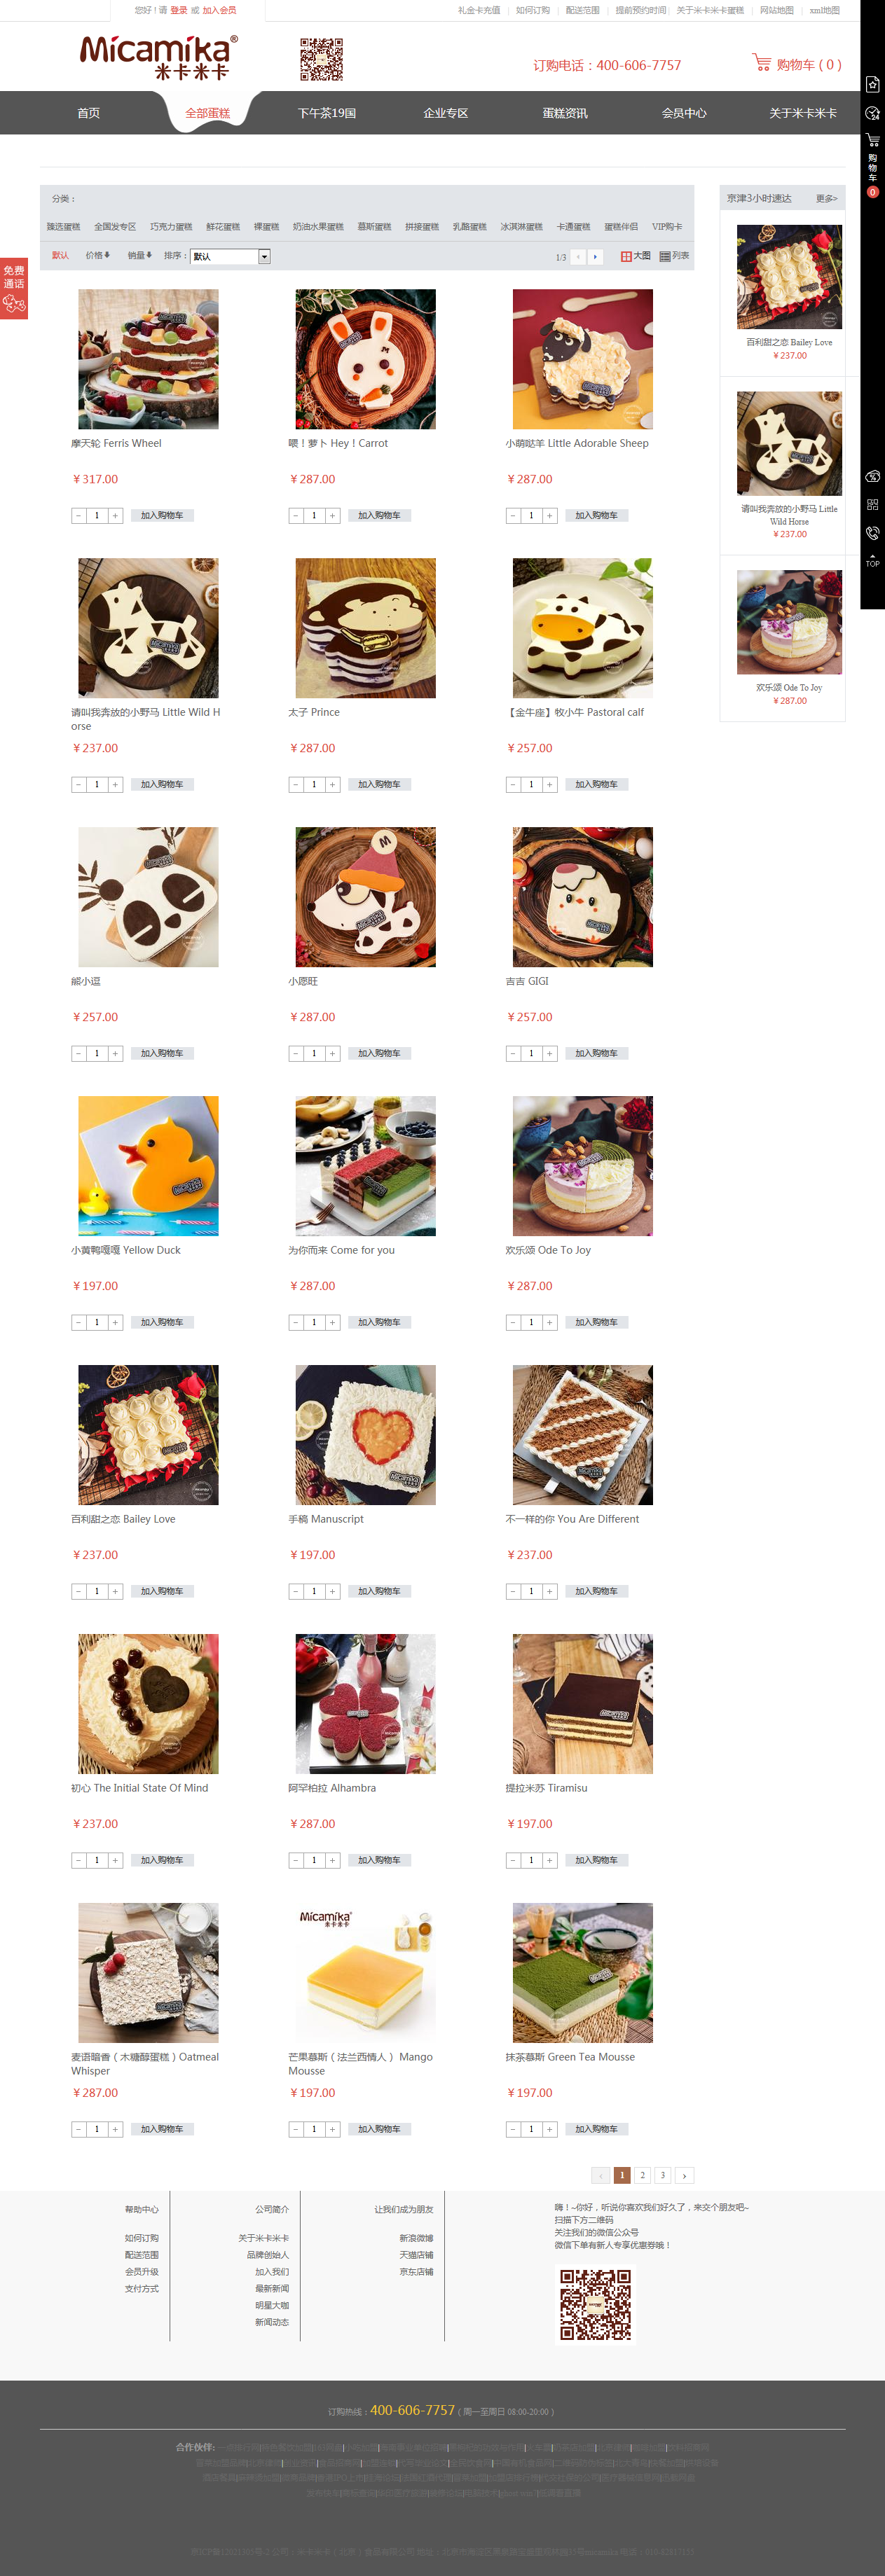 您好！请 登录 或 加入会员
礼金卡充值 | 如何订购 | 配送范围 | 提前预约时间 | 关于米卡米卡蛋糕 | 网站地图 | xml地图
Micamika®
米卡米卡
订购电话：400-606-7757
购物车 ( 0 )
首页 全部蛋糕 下午茶19国 企业专区 蛋糕资讯 会员中心 关于米卡米卡
24
购物车
0
TOP
免费
通话
分类：
臻选蛋糕 全国发专区 巧克力蛋糕 鲜花蛋糕 裸蛋糕 奶油水果蛋糕 慕斯蛋糕 拼接蛋糕 乳酪蛋糕 冰淇淋蛋糕 卡通蛋糕 蛋糕伴侣 VIP购卡
默认 价格 销量 排序： 默认 1/3 大图 列表
京津3小时速达 更多>
百利甜之恋 Bailey Love
￥237.00
请叫我奔放的小野马 Little
Wild Horse
￥237.00
欢乐颂 Ode To Joy
￥287.00
摩天轮 Ferris Wheel
喂！萝卜 Hey！Carrot
小萌哒羊 Little Adorable Sheep
￥317.00
￥287.00
￥287.00
− 1 + 加入购物车
− 1 + 加入购物车
− 1 + 加入购物车
请叫我奔放的小野马 Little Wild H
orse
太子 Prince
【金牛座】牧小牛 Pastoral calf
￥237.00
￥287.00
￥257.00
− 1 + 加入购物车
− 1 + 加入购物车
− 1 + 加入购物车
熊小逗
小愿旺
吉吉 GIGI
￥257.00
￥287.00
￥257.00
− 1 + 加入购物车
− 1 + 加入购物车
− 1 + 加入购物车
小黄鸭嘎嘎 Yellow Duck
为你而来 Come for you
欢乐颂 Ode To Joy
￥197.00
￥287.00
￥287.00
− 1 + 加入购物车
− 1 + 加入购物车
− 1 + 加入购物车
百利甜之恋 Bailey Love
手稿 Manuscript
不一样的你 You Are Different
￥237.00
￥197.00
￥237.00
− 1 + 加入购物车
− 1 + 加入购物车
− 1 + 加入购物车
初心 The Initial State Of Mind
阿罕柏拉 Alhambra
提拉米苏 Tiramisu
￥237.00
￥287.00
￥197.00
− 1 + 加入购物车
− 1 + 加入购物车
− 1 + 加入购物车
Micamika
米卡米卡
麦语暗香（木糖醇蛋糕）Oatmeal
Whisper
芒果慕斯（法兰西情人） Mango
Mousse
抹茶慕斯 Green Tea Mousse
￥287.00
￥197.00
￥197.00
− 1 + 加入购物车
− 1 + 加入购物车
− 1 + 加入购物车
‹ 1 2 3 ›
帮助中心
如何订购
配送范围
会员升级
支付方式
公司简介
关于米卡米卡
品牌创始人
加入我们
最新新闻
明星大咖
新闻动态
让我们成为朋友
新浪微博
天猫店铺
京东店铺
嗨！~你好，听说你喜欢我们好久了，来交个朋友吧~
扫描下方二维码
关注我们的微信公众号
微信下单有新人专享优惠券哦！
订购热线：400-606-7757（周一至周日 08:00-20:00）
合作伙伴: